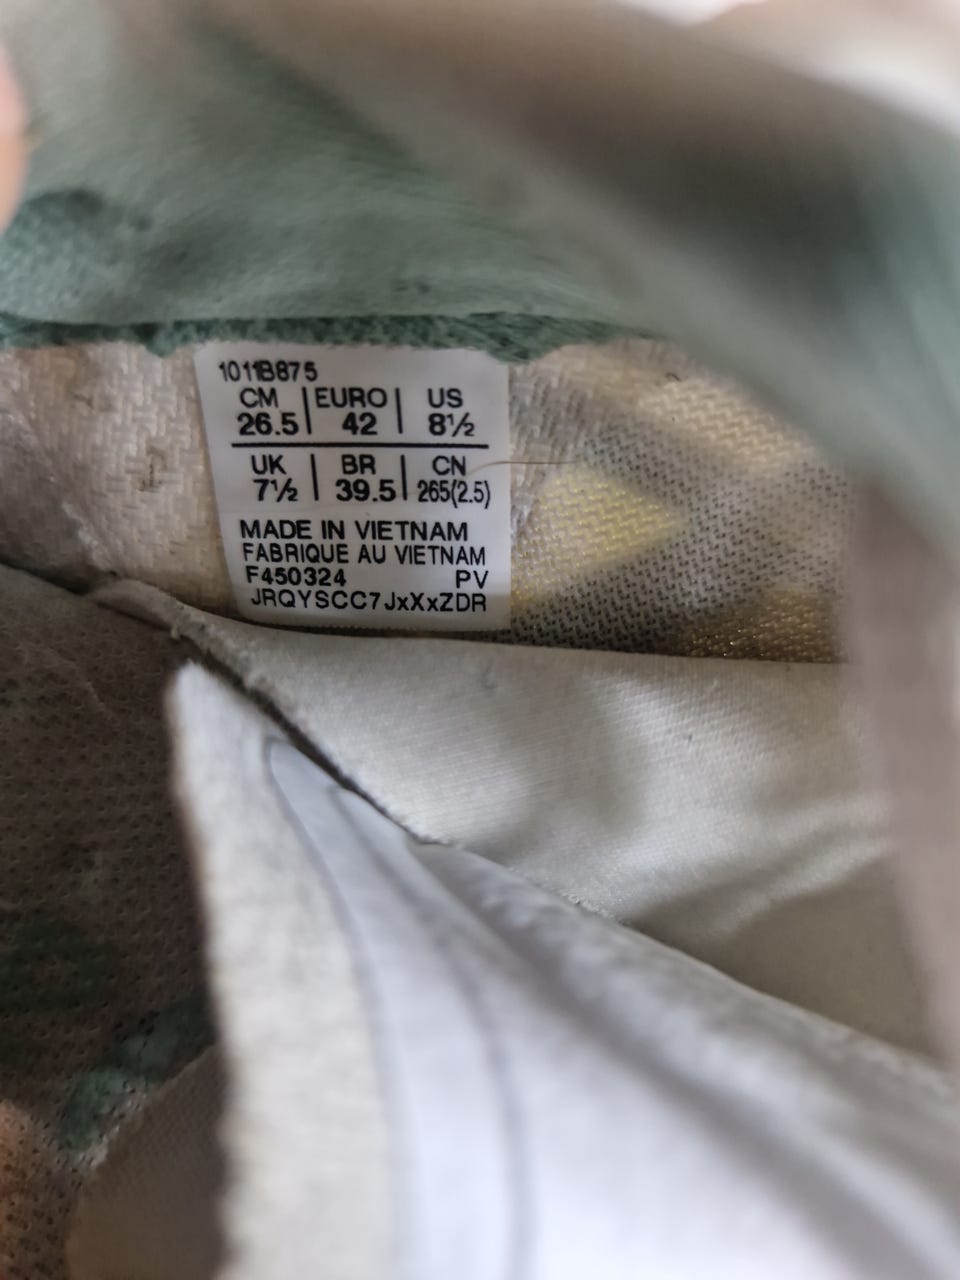 1011B875
CM | EURO | US
26.5 | 42 | 8½
UK | BR | CN
7½ | 39.5 | 265(2.5)
MADE IN VIETNAM
FABRIQUE AU VIETNAM
F450324 PV
JRQYSCC7JxXxZDR